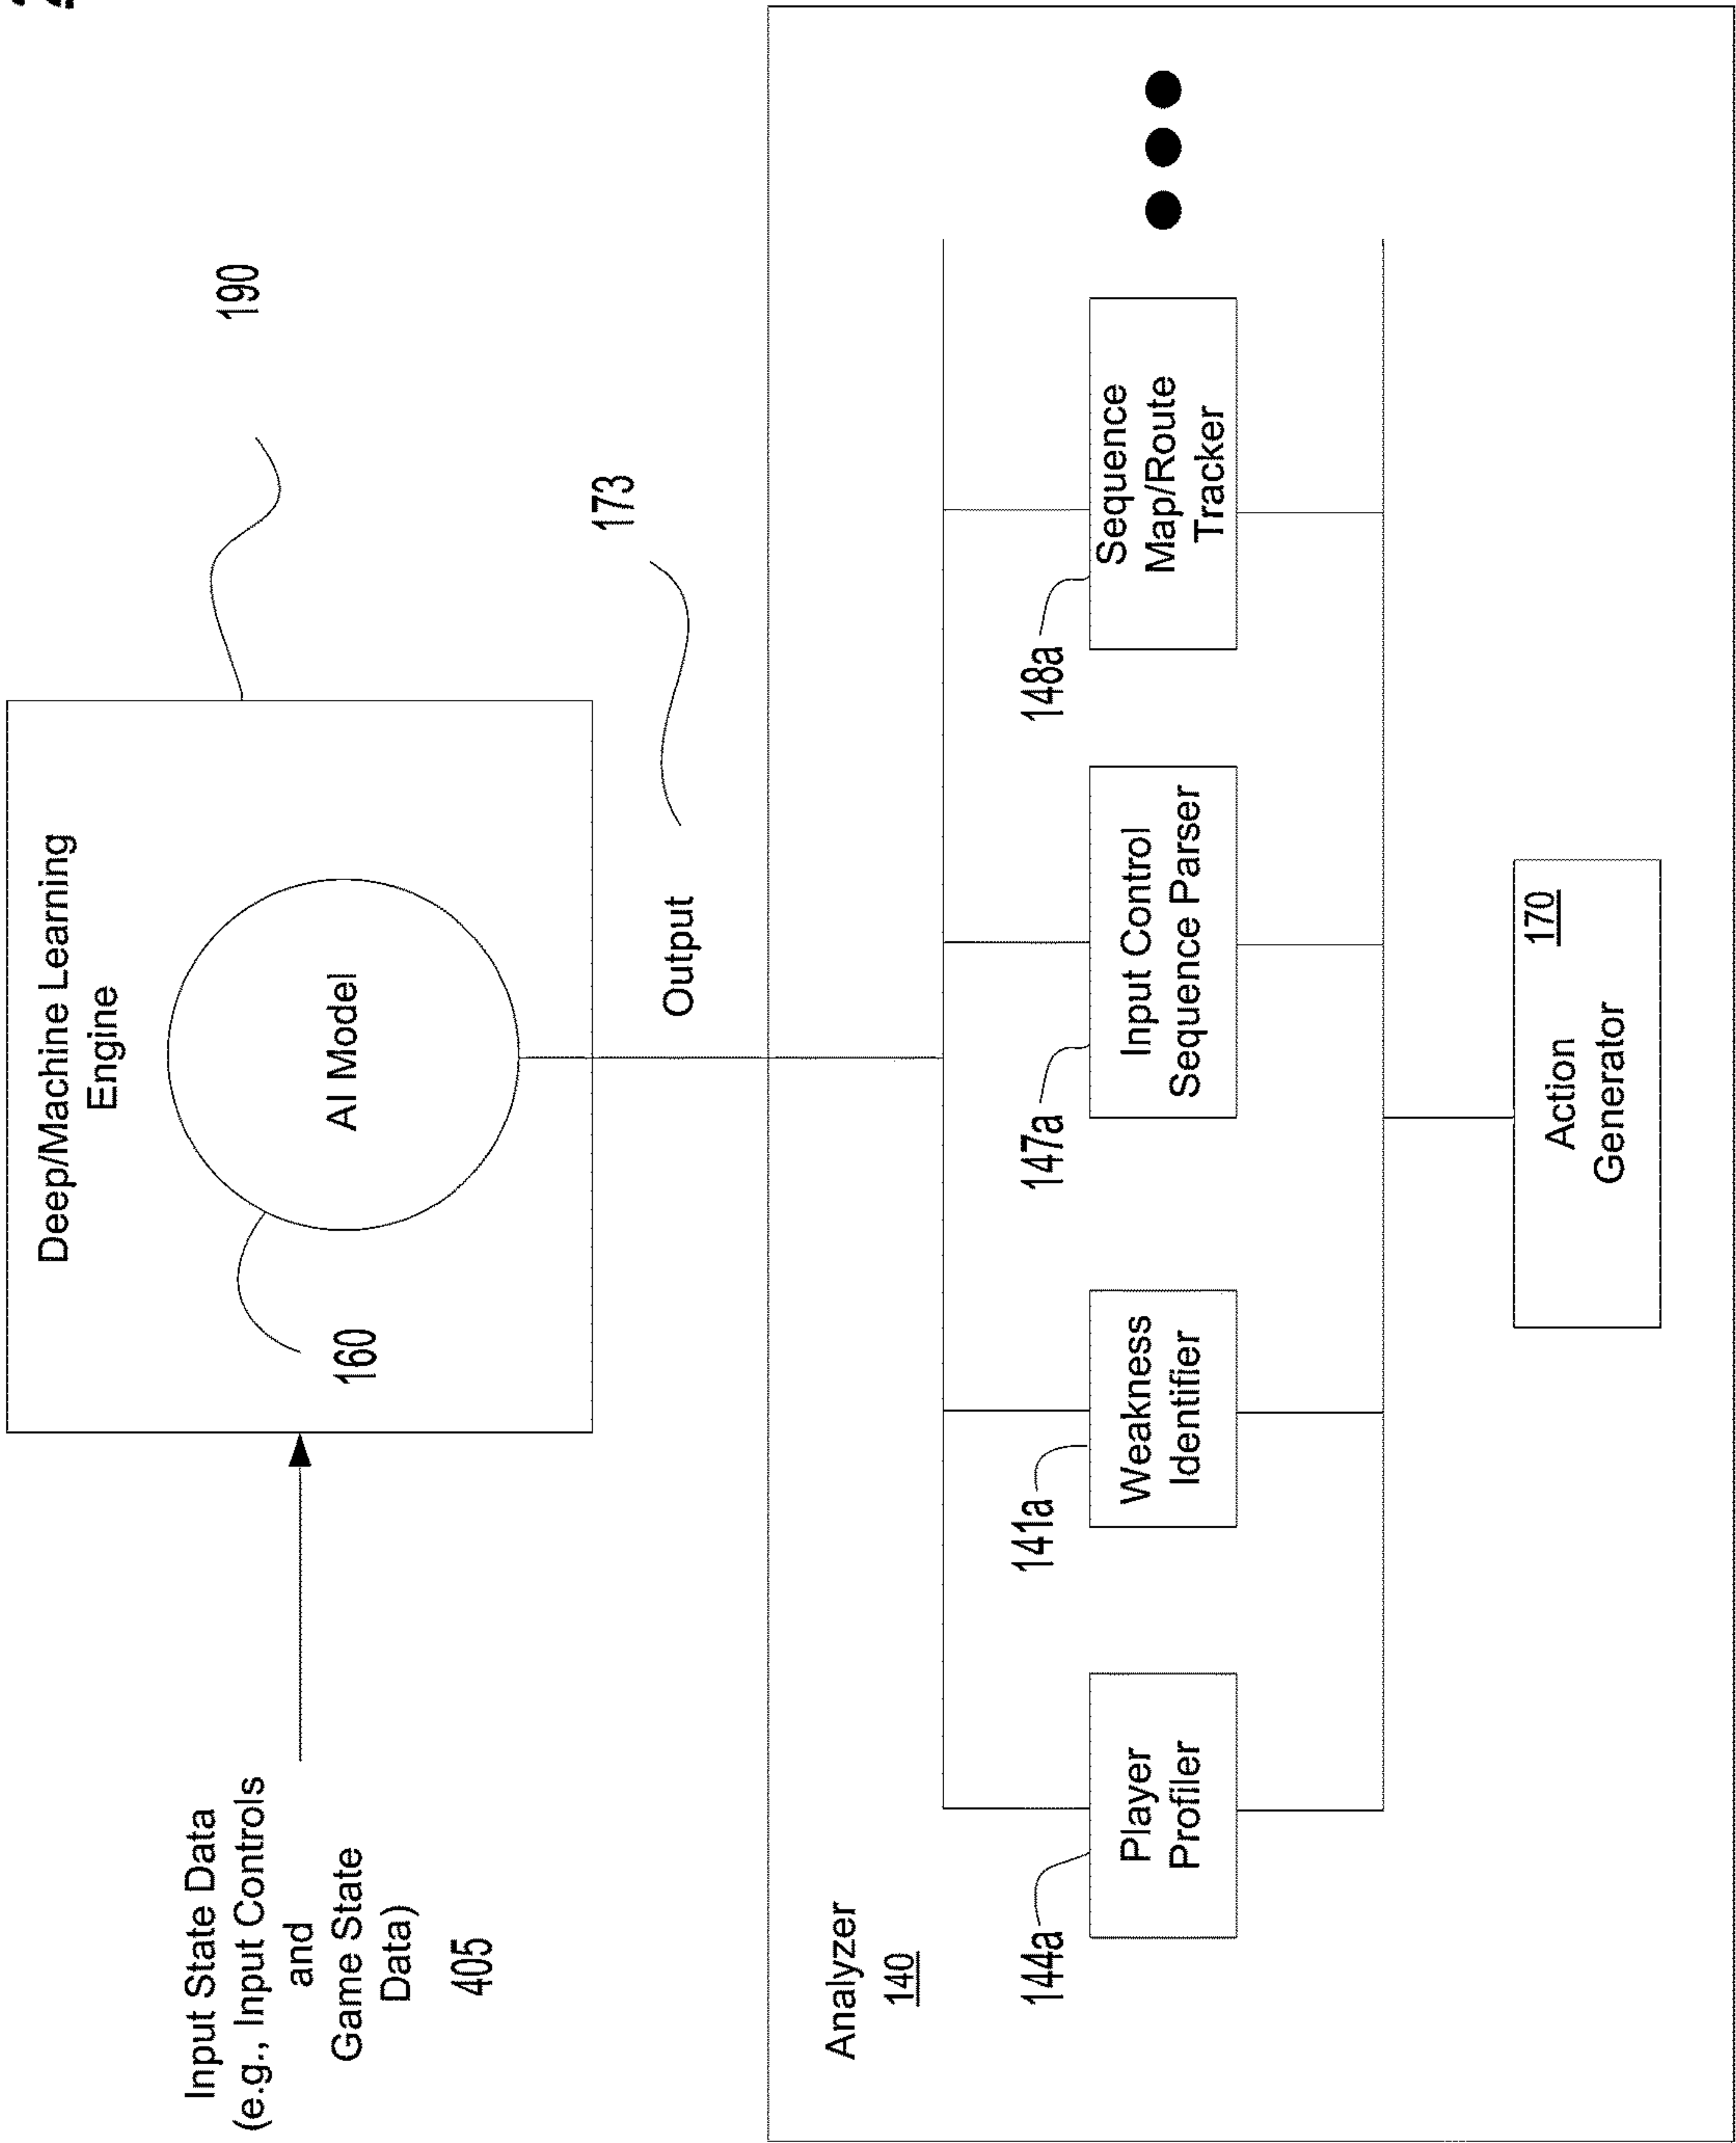 Deep/Machine Learning
Engine
AI Model
160
190
Input State Data
(e.g., Input Controls
and
Game State
Data)
405
Output
173
Analyzer
140
144a
Player
Profiler
141a
Weakness
Identifier
147a
Input Control
Sequence Parser
148a
Sequence
Map/Route
Tracker
Action
Generator
170